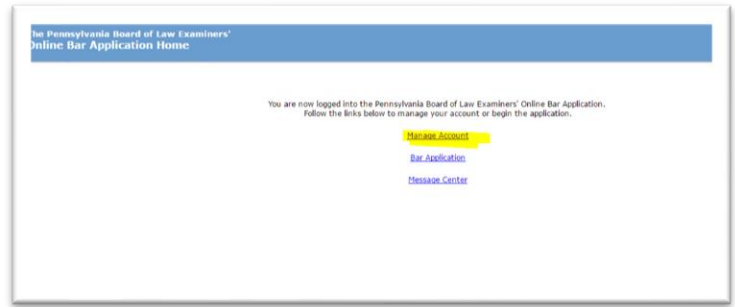 The Pennsylvania Board of Law Examiners'
Online Bar Application Home
You are now logged into the Pennsylvania Board of Law Examiners' Online Bar Application.
Follow the links below to manage your account or begin the application.
Manage Account
Bar Application
Message Center